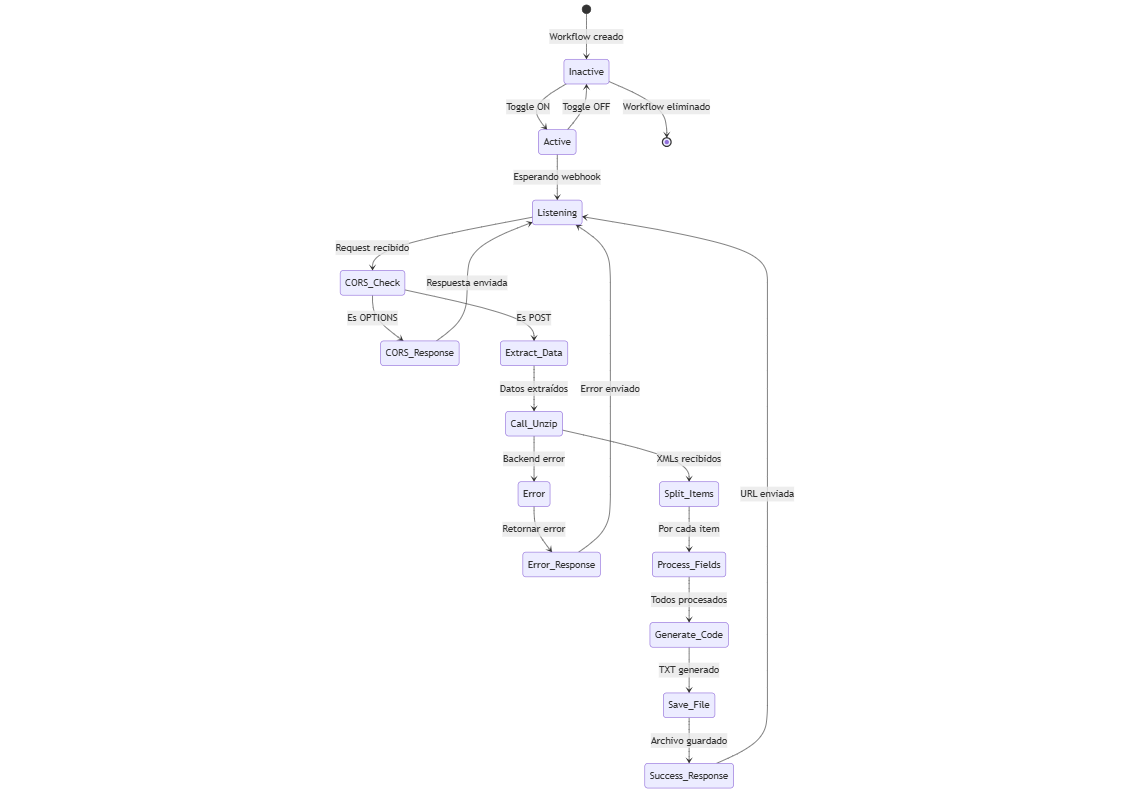 Workflow creado
Inactive
Toggle ON
Toggle OFF
Workflow eliminado
Active
Esperando webhook
Listening
Request recibido
CORS_Check
Respuesta enviada
Es OPTIONS
Es POST
CORS_Response
Extract_Data
Datos extraídos
Error enviado
Call_Unzip
Backend error
XMLs recibidos
Error
Split_Items
URL enviada
Retornar error
Por cada item
Error_Response
Process_Fields
Todos procesados
Generate_Code
TXT generado
Save_File
Archivo guardado
Success_Response